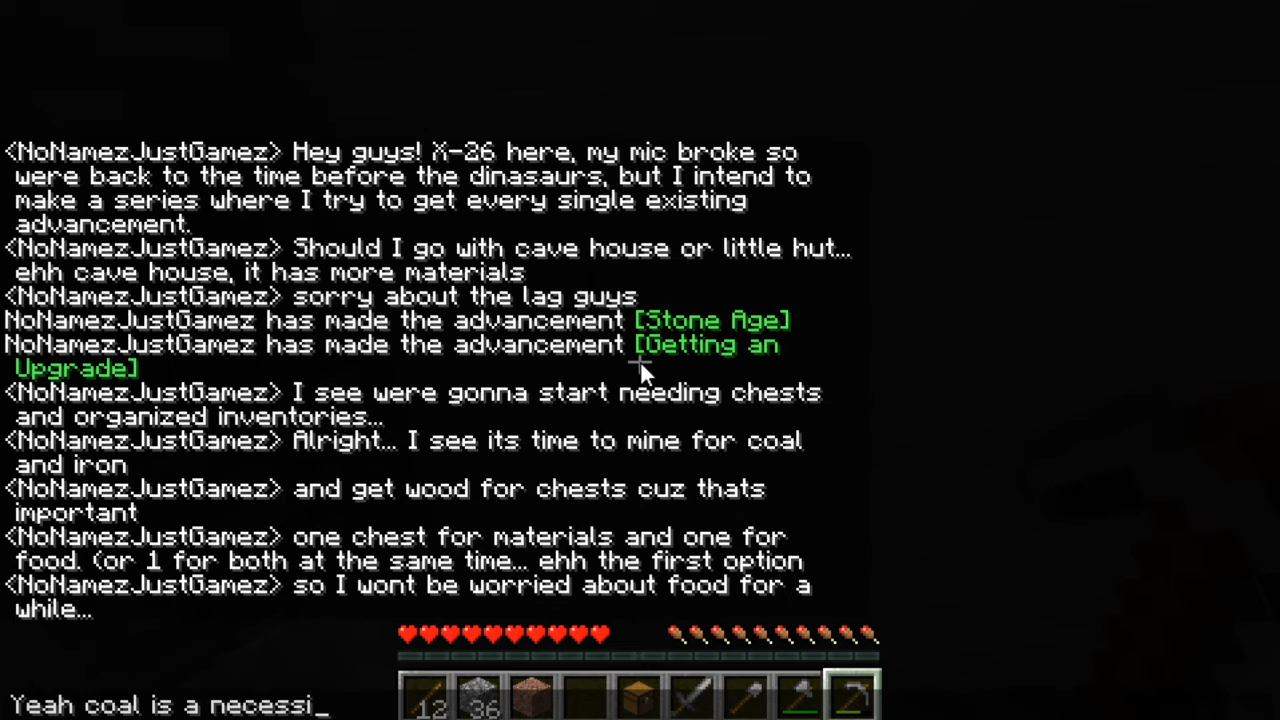 <NoNamezJustGamez> Hey guys! X-26 here, my mic broke so
were back to the time before the dinasaurs, but I intend to
make a series where I try to get every single existing
advancement.
<NoNamezJustGamez> Should I go with cave house or little hut...
ehh cave house, it has more materials
<NoNamezJustGamez> sorry about the lag guys
NoNamezJustGamez has made the advancement [Stone Age]
NoNamezJustGamez has made the advancement [Getting an
Upgrade]
<NoNamezJustGamez> I see were gonna start needing chests
and organized inventories...
<NoNamezJustGamez> Alright... I see its time to mine for coal
and iron
<NoNamezJustGamez> and get wood for chests cuz thats
important
<NoNamezJustGamez> one chest for materials and one for
food. (or 1 for both at the same time... ehh the first option
<NoNamezJustGamez> so I wont be worried about food for a
while...
12 36
Yeah coal is a necessi_